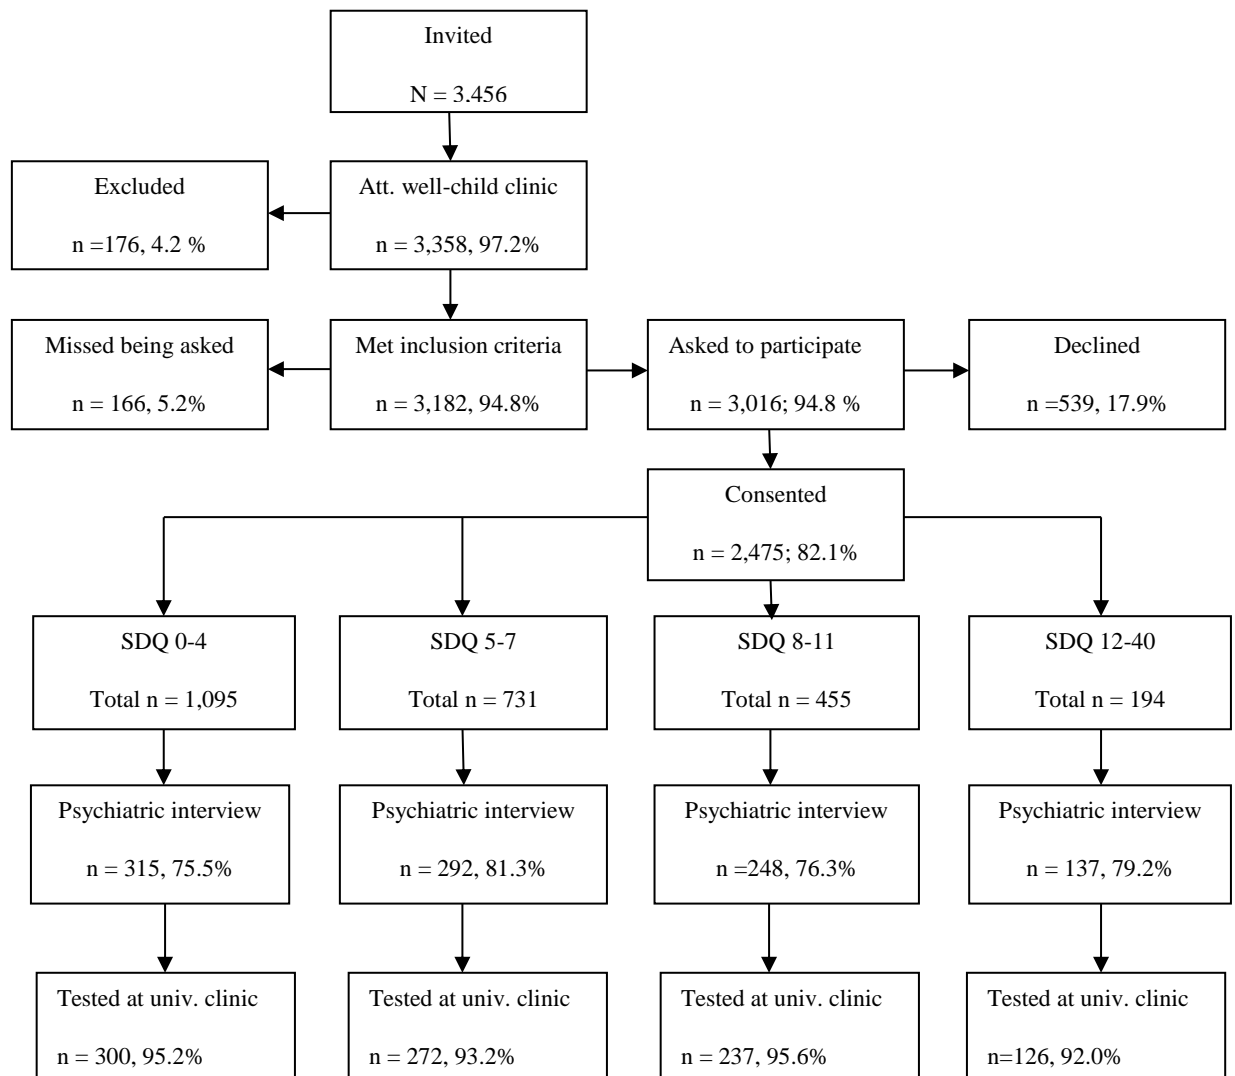 Invited
N = 3.456
Excluded
n =176, 4.2 %
Att. well-child clinic
n = 3,358, 97.2%
Missed being asked
n = 166, 5.2%
Met inclusion criteria
n = 3,182, 94.8%
Asked to participate
n = 3,016; 94.8 %
Declined
n =539, 17.9%
Consented
n = 2,475; 82.1%
SDQ 0-4
Total n = 1,095
SDQ 5-7
Total n = 731
SDQ 8-11
Total n = 455
SDQ 12-40
Total n = 194
Psychiatric interview
n = 315, 75.5%
Psychiatric interview
n = 292, 81.3%
Psychiatric interview
n =248, 76.3%
Psychiatric interview
n = 137, 79.2%
Tested at univ. clinic
n = 300, 95.2%
Tested at univ. clinic
n = 272, 93.2%
Tested at univ. clinic
n = 237, 95.6%
Tested at univ. clinic
n=126, 92.0%